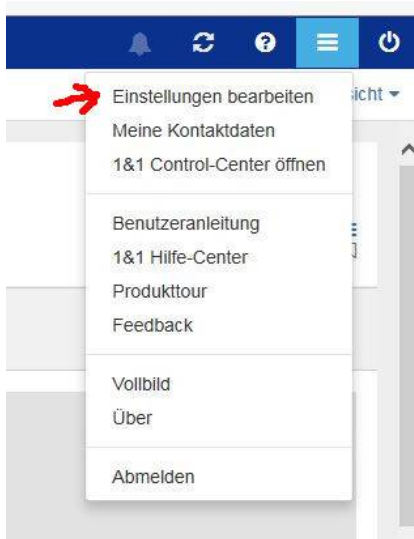 Einstellungen bearbeiten
icht
Meine Kontaktdaten
1&1 Control-Center öffnen
Benutzeranleitung
1&1 Hilfe-Center
Produkttour
Feedback
Vollbild
Über
Abmelden